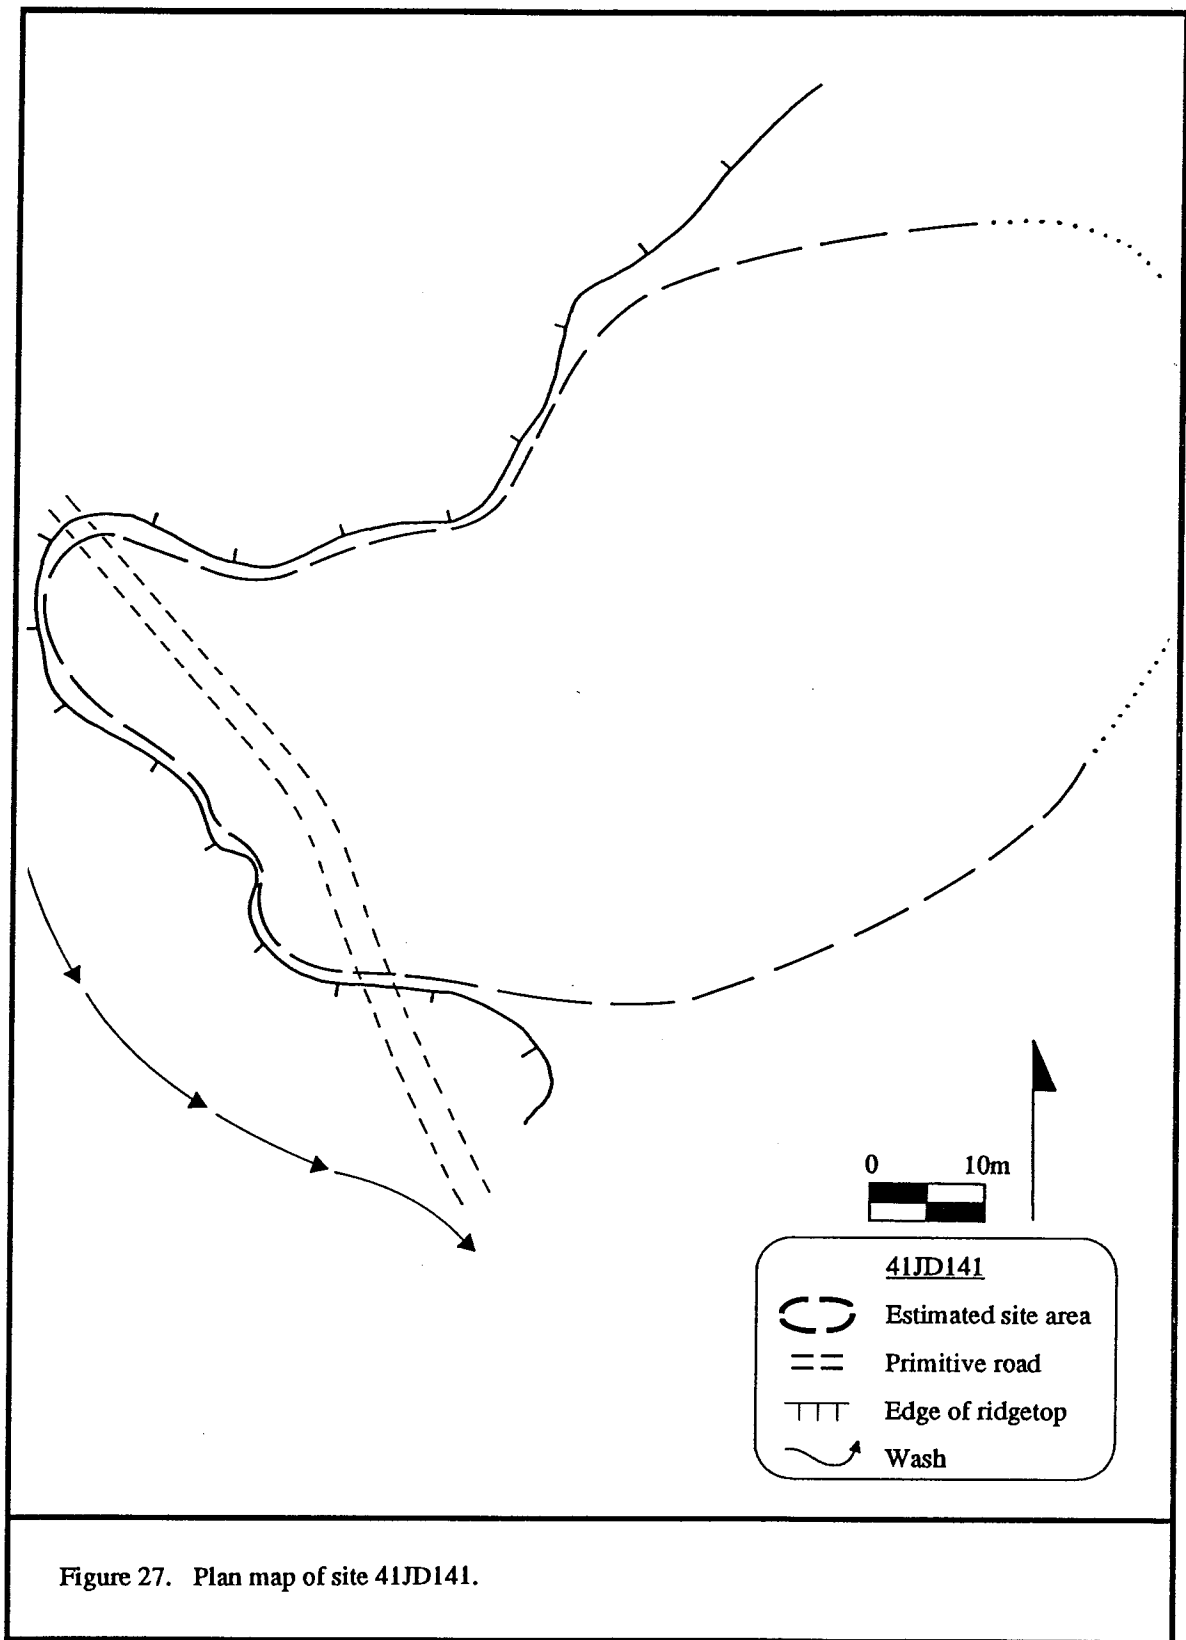 0 10m
41JD141
Estimated site area
Primitive road
Edge of ridgetop
Wash
Figure 27. Plan map of site 41JD141.